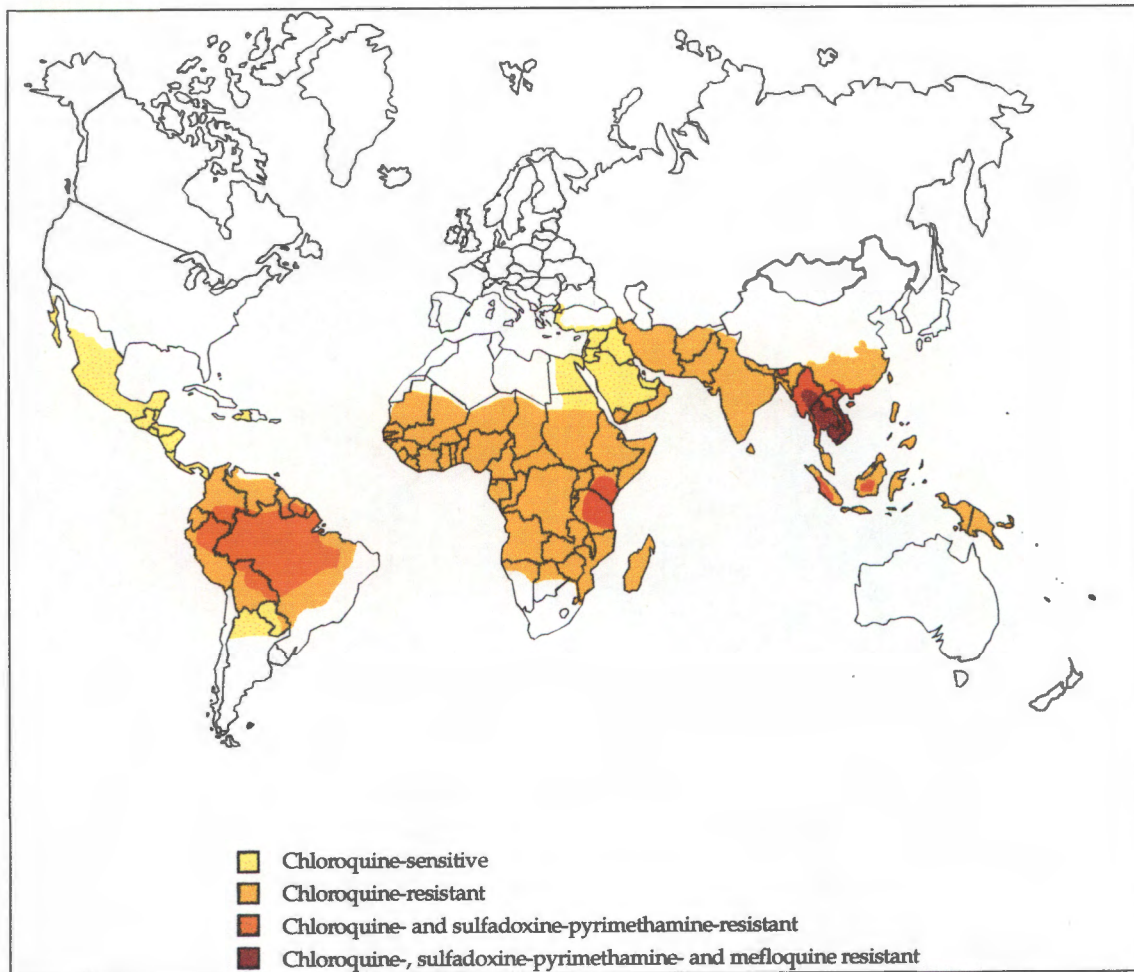 Chloroquine-sensitive
Chloroquine-resistant
Chloroquine- and sulfadoxine-pyrimethamine-resistant
Chloroquine-, sulfadoxine-pyrimethamine- and mefloquine resistant